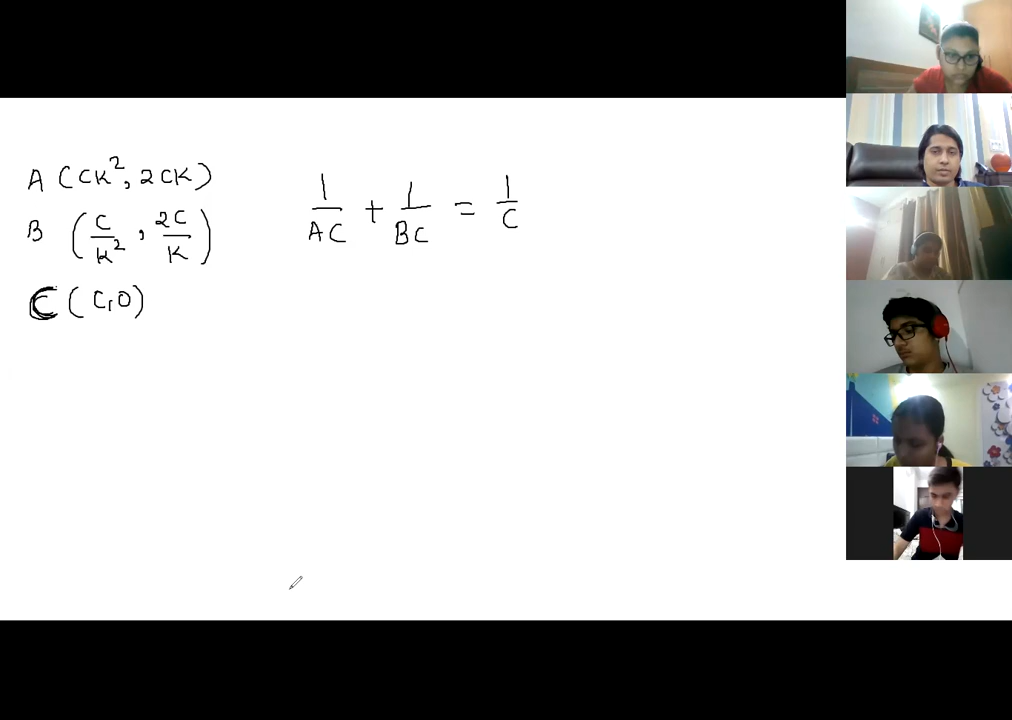 A (CK², 2CK)
B (C/K², 2C/K)
C (C,0)
1/AC + 1/BC = 1/C